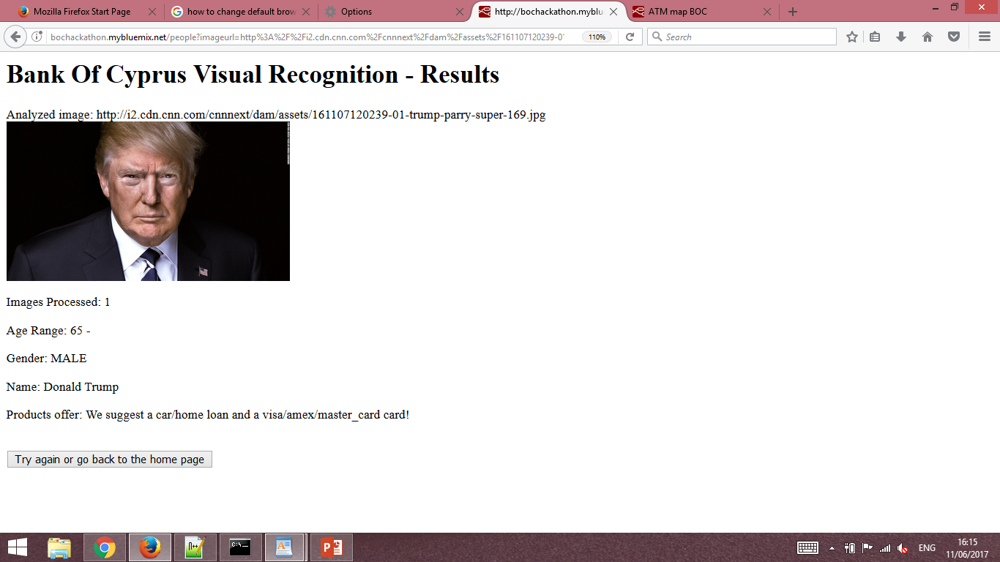 Mozilla Firefox Start Page
how to change default brow
Options
http://bochackathon.myblu
ATM map BOC
bochackathon.mybluemix.net/people?imageurl=http%3A%2F%2Fi2.cdn.cnn.com%2Fcnnnext%2Fdam%2Fassets%2F161107120239-01
110%
Search
Bank Of Cyprus Visual Recognition - Results
Analyzed image: http://i2.cdn.cnn.com/cnnnext/dam/assets/161107120239-01-trump-parry-super-169.jpg
Images Processed: 1
Age Range: 65 -
Gender: MALE
Name: Donald Trump
Products offer: We suggest a car/home loan and a visa/amex/master_card card!
Try again or go back to the home page
ENG
16:15
11/06/2017